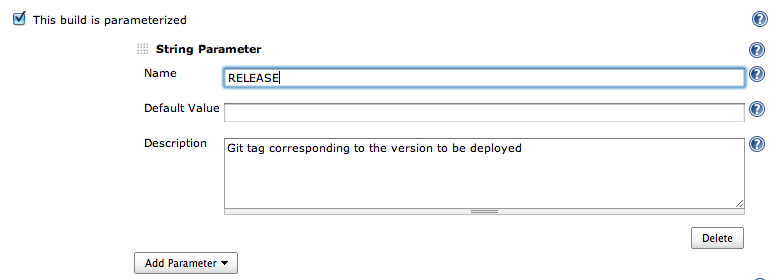 This build is parameterized
String Parameter
Name
RELEASE
Default Value
Description
Git tag corresponding to the version to be deployed
Delete
Add Parameter